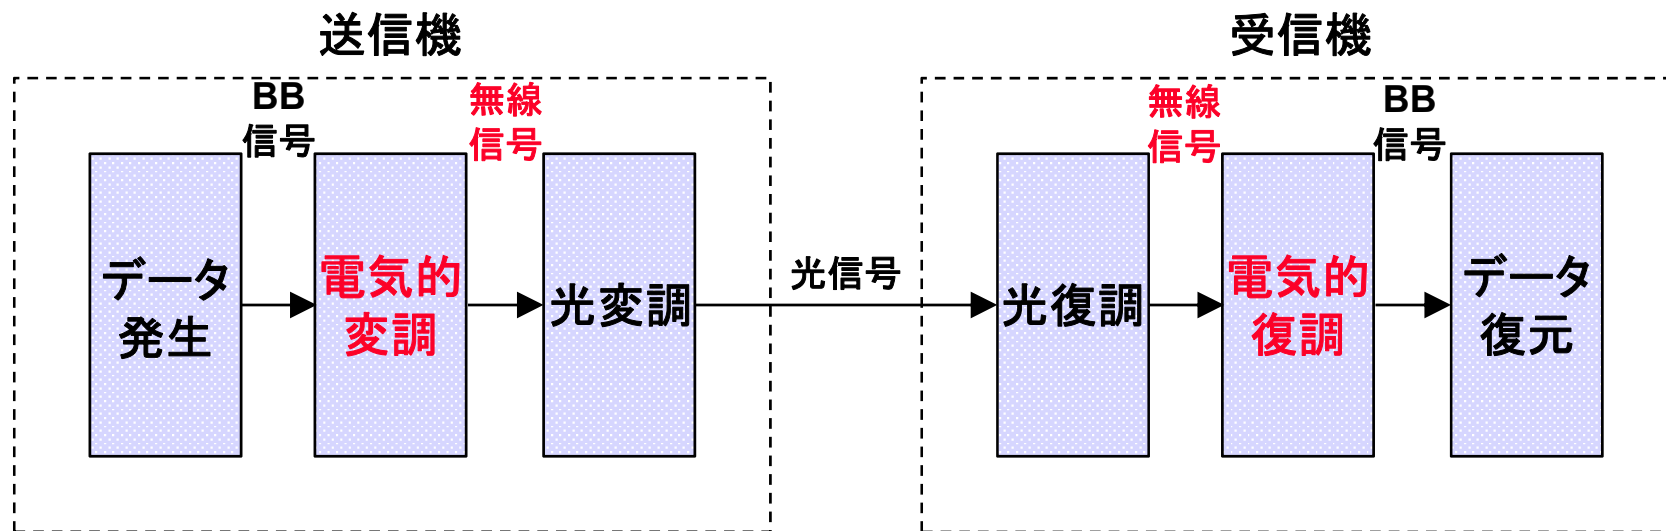 送信機
受信機
BB
信号
無線
信号
無線
信号
BB
信号
データ
発生
電気的
変調
光変調
光信号
光復調
電気的
復調
データ
復元